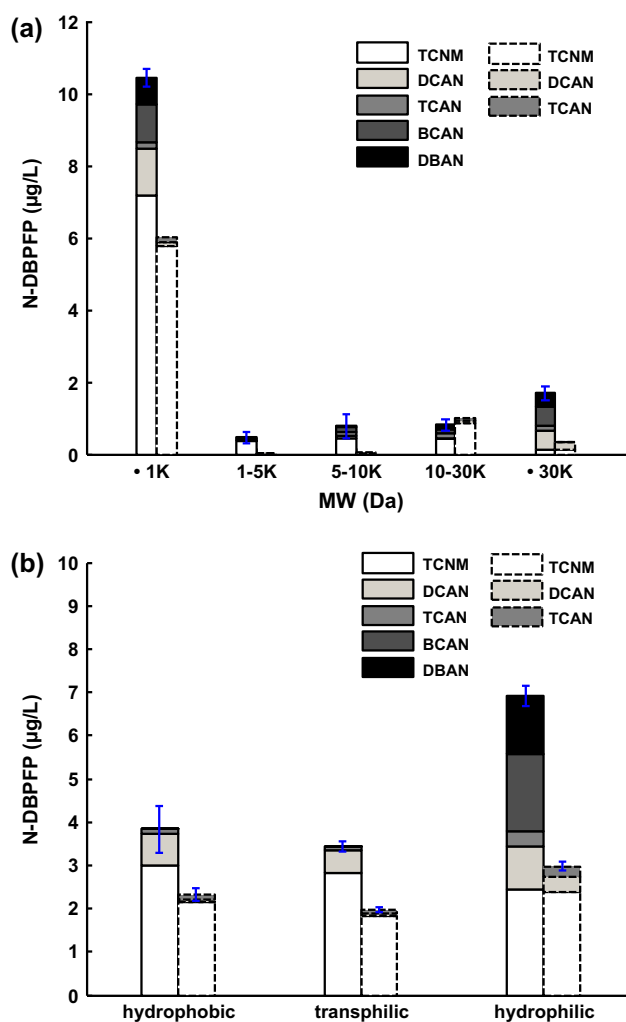 (a)
12
10
8
6
4
2
0
N-DBPFP (µg/L)
TCNM
DCAN
TCAN
BCAN
DBAN
TCNM
DCAN
TCAN
• 1K 1-5K 5-10K 10-30K • 30K
MW (Da)
(b)
10
9
8
7
6
5
4
3
2
1
0
N-DBPFP (µg/L)
TCNM
DCAN
TCAN
BCAN
DBAN
TCNM
DCAN
TCAN
hydrophobic transphilic hydrophilic